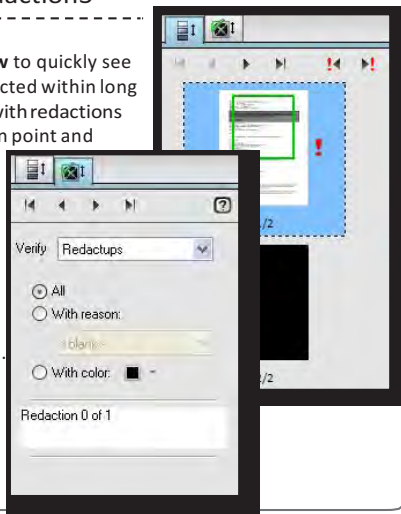 uctions
w to quickly see
cted within long
with redactions
n point and
Verify Redactups
All
With reason:
blank
With color:
Redaction 0 of 1
/2
/2